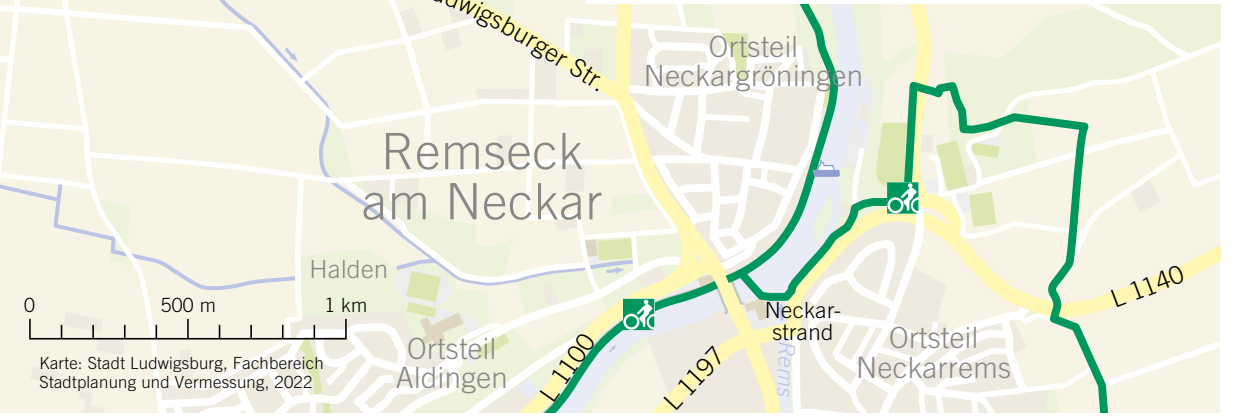 udwigsburger Str.
Ortsteil
Neckargröningen
Remseck
am Neckar
Halden
0 500 m 1 km
Karte: Stadt Ludwigsburg, Fachbereich
Stadtplanung und Vermessung, 2022
Ortsteil
Aldingen
L 1100
L 1197
Neckar-
strand
Rems
Ortsteil
Neckarrems
L 1140